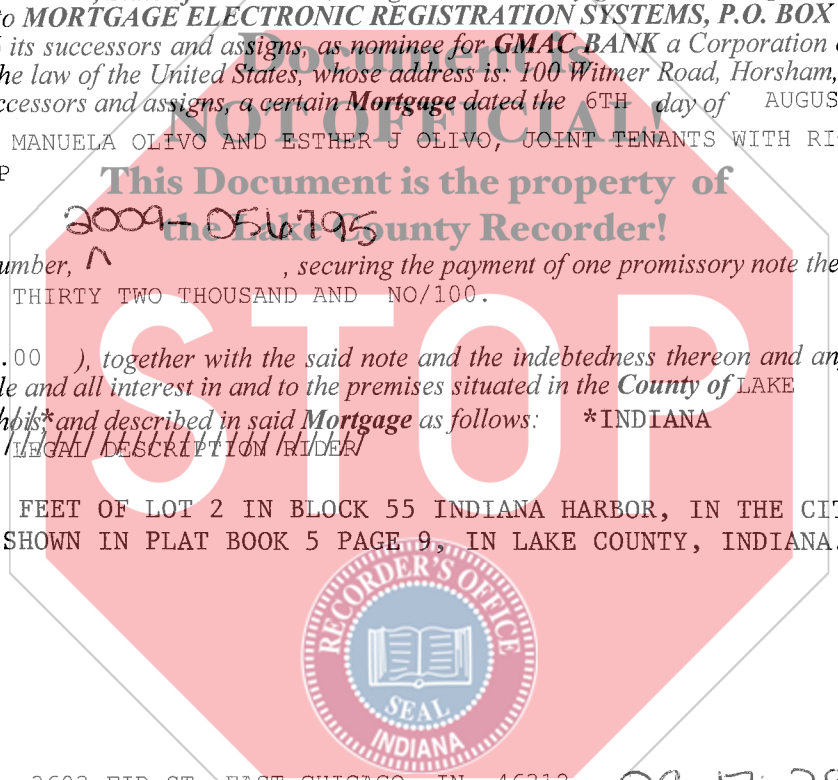 to MORTGAGE ELECTRONIC REGISTRATION SYSTEMS, P.O. BOX
its successors and assigns, as nominee for GMAC BANK a Corporation
he law of the United States, whose address is: 100 Witmer Road, Horsham,
ccessors and assigns, a certain Mortgage dated the 6TH day of AUGUS
MANUELA OLIVO AND ESTHER J OLIVO, JOINT TENANTS WITH RI
P
Document is
NOT OFFICIAL!
This Document is the property of
the Lake County Recorder!
2009-056795
umber, , securing the payment of one promissory note the
THIRTY TWO THOUSAND AND NO/100.
.00 ), together with the said note and the indebtedness thereon and an
le and all interest in and to the premises situated in the County of LAKE
* and described in said Mortgage as follows: *INDIANA
LEGAL DESCRIPTION RIDER
FEET OF LOT 2 IN BLOCK 55 INDIANA HARBOR, IN THE CIT
SHOWN IN PLAT BOOK 5 PAGE 9, IN LAKE COUNTY, INDIANA.
STOP
RECORDER'S OFFICE
SEAL
INDIANA
ST, EAST CHICAGO, IN 46312